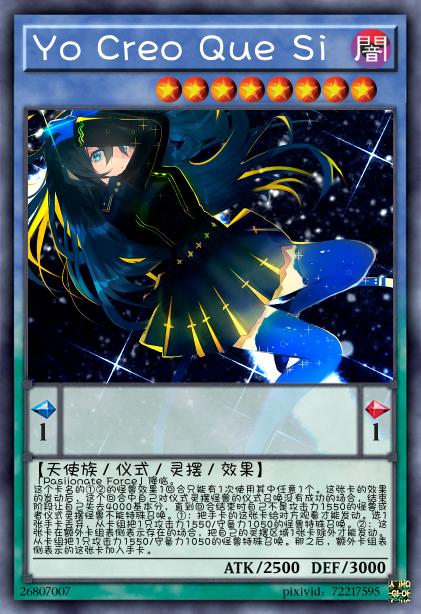 Yo Creo Que Si
闇
1 1
【天使族 / 仪式 / 灵摆 / 效果】
「Pasiionate Force」降临。
这个卡名的①②的怪兽效果1回合只能有1次使用其中任意1个。这张卡的效果
的发动后，这个回合中自己对仪式灵摆怪兽的仪式召唤没有成功的场合，结束
阶段让自己失去4000基本分，直到回合结束时自己不是攻击力1550的怪兽或
者仪式灵摆怪兽不能特殊召唤。①：把手卡的这张卡给对方观看才能发动。选1
张手卡丢弃，从卡组把1只攻击力1550/守备力1050的怪兽特殊召唤。②：这
张卡在额外卡组表侧表示存在的场合，把自己的灵摆区域1张卡除外才能发动。
从卡组把1只攻击力1550/守备力1050的怪兽特殊召唤。那之后，额外卡组表
侧表示的这张卡加入手卡。
ATK/2500 DEF/3000
26807007 pixivid: 72217595